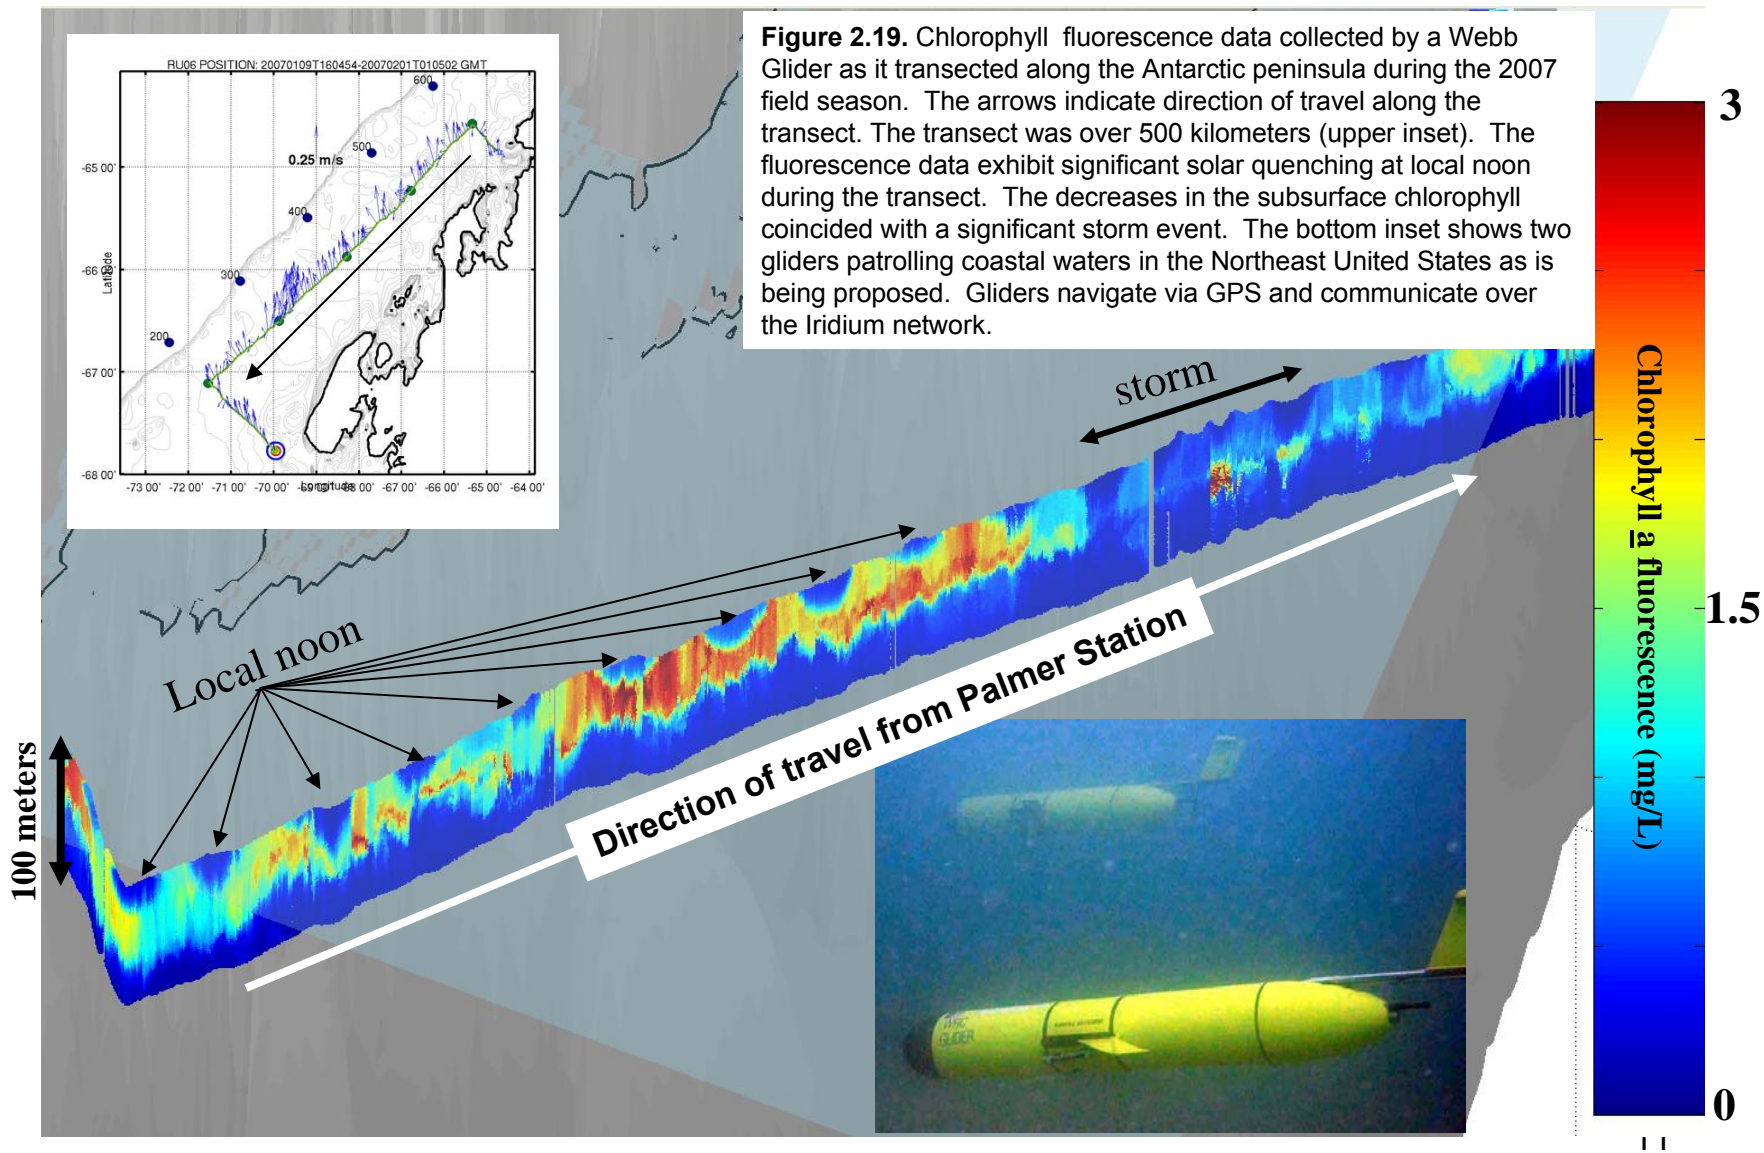 RU06 POSITION: 20070109T160454-20070201T010502 GMT
600
500
0.25 m/s
400
300
200
-65 00'
-66 00'
-67 00'
-68 00'
Latitude
-73 00' -72 00' -71 00' -70 00' -69 00' -68 00' -67 00' -66 00' -65 00' -64 00'
Longitude
Figure 2.19. Chlorophyll fluorescence data collected by a Webb
Glider as it transected along the Antarctic peninsula during the 2007
field season. The arrows indicate direction of travel along the
transect. The transect was over 500 kilometers (upper inset). The
fluorescence data exhibit significant solar quenching at local noon
during the transect. The decreases in the subsurface chlorophyll
coincided with a significant storm event. The bottom inset shows two
gliders patrolling coastal waters in the Northeast United States as is
being proposed. Gliders navigate via GPS and communicate over
the Iridium network.
3
1.5
0
Chlorophyll a fluorescence (mg/L)
storm
Local noon
100 meters
Direction of travel from Palmer Station
GLIDER